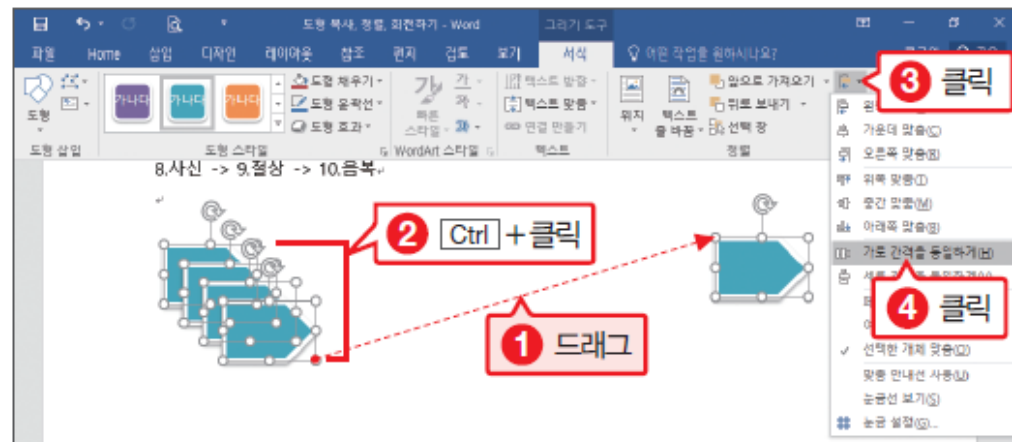 도형 복사, 정렬, 회전하기 - Word
그리기 도구
파일 Home 삽입 디자인 레이아웃 참조 편지 검토 보기 서식 어떤 작업을 원하시나요?
도형
가나다 가나다 가나다
도형 채우기
도형 윤곽선
도형 효과
빠른 스타일
가
텍스트 방향
텍스트 맞춤
연결 만들기
위치
텍스트 줄 바꿈
앞으로 가져오기
뒤로 보내기
선택 창
도형 삽입 도형 스타일 WordArt 스타일 텍스트 정렬
8.사신 -> 9.철상 -> 10.음복
1 드래그
2 Ctrl + 클릭
3 클릭
가운데 맞춤(C)
오른쪽 맞춤(R)
위쪽 맞춤(T)
중간 맞춤(M)
아래쪽 맞춤(B)
가로 간격을 동일하게(H)
4 클릭
선택한 개체 맞춤(O)
맞춤 안내선 사용(U)
눈금선 보기(S)
눈금 설정(G)...